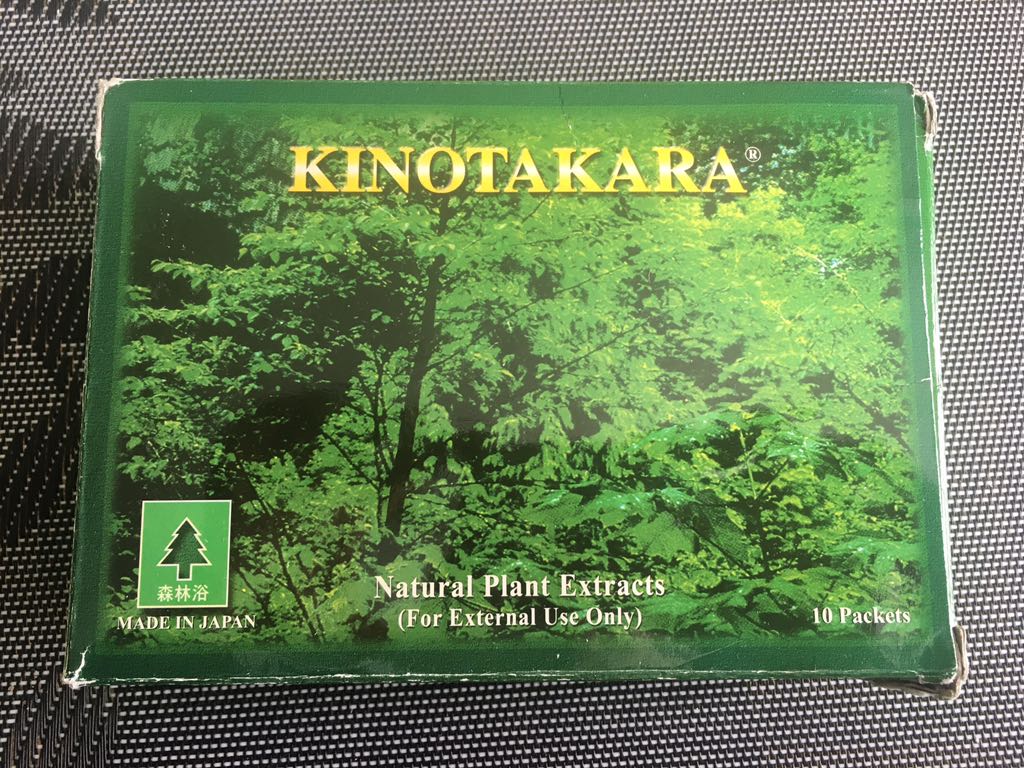 KINOTAKARA®
森林浴
MADE IN JAPAN
Natural Plant Extracts
(For External Use Only)
10 Packets